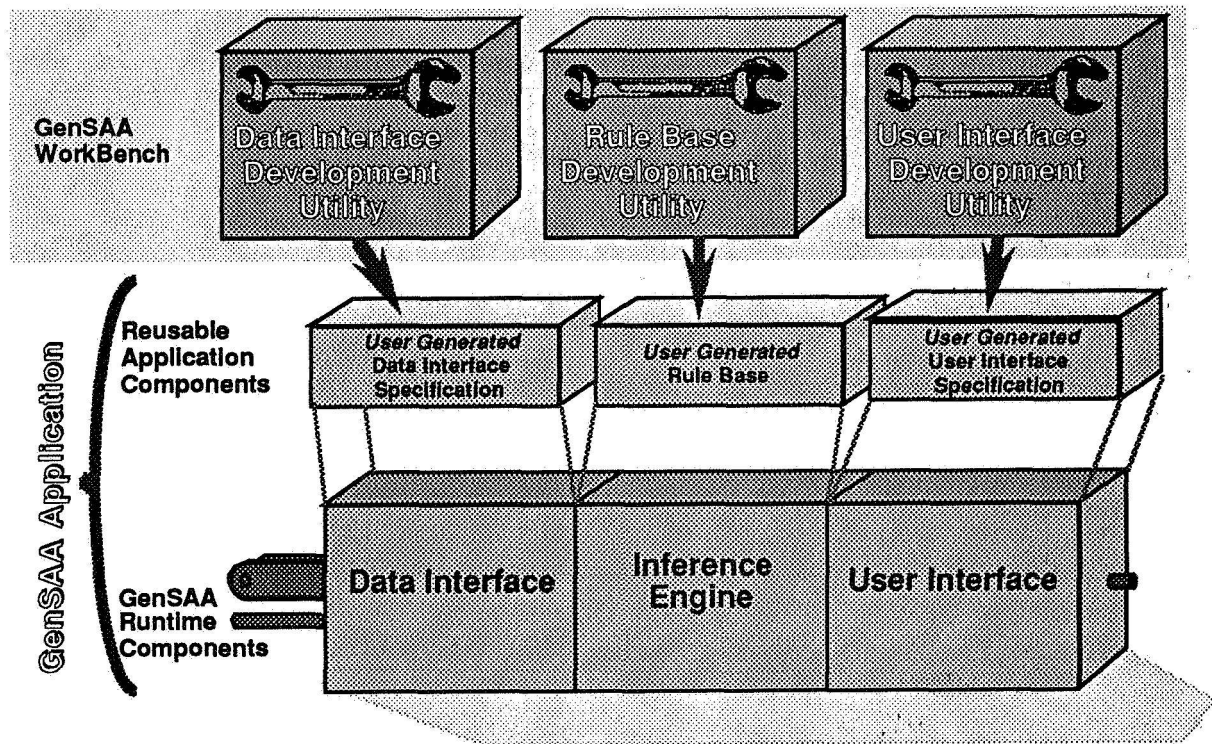 GenSAA
WorkBench
Data Interface
Development
Utility
Rule Base
Development
Utility
User Interface
Development
Utility
GenSAA Application
Reusable
Application
Components
User Generated
Data Interface
Specification
User Generated
Rule Base
User Generated
User Interface
Specification
GenSAA
Runtime
Components
Data Interface
Inference
Engine
User Interface